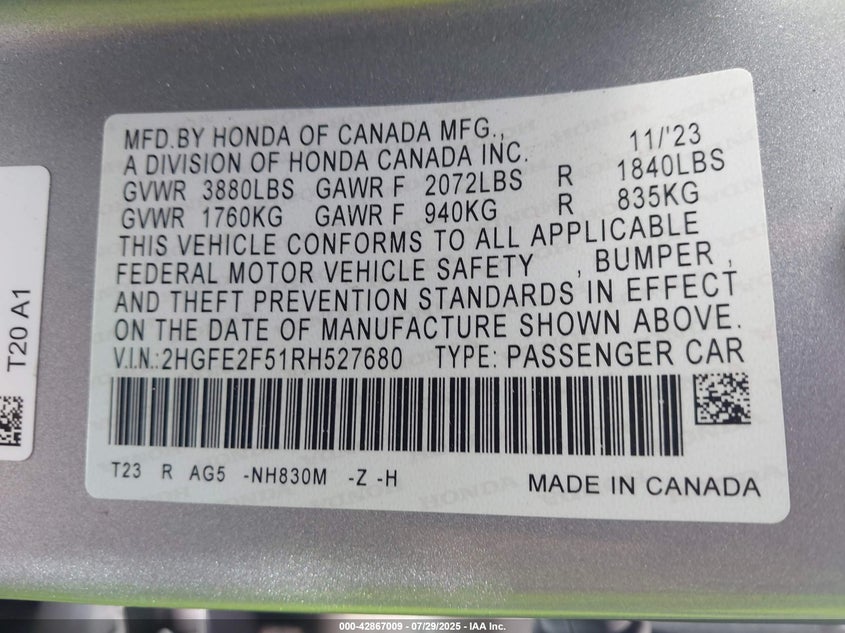 MFD.BY HONDA OF CANADA MFG.,
A DIVISION OF HONDA CANADA INC. 11/'23
GVWR 3880LBS GAWR F 2072LBS R 1840LBS
GVWR 1760KG GAWR F 940KG R 835KG
THIS VEHICLE CONFORMS TO ALL APPLICABLE
FEDERAL MOTOR VEHICLE SAFETY , BUMPER ,
AND THEFT PREVENTION STANDARDS IN EFFECT
ON THE DATE OF MANUFACTURE SHOWN ABOVE.
V.I.N.:2HGFE2F51RH527680 TYPE: PASSENGER CAR
T23 R AG5 -NH830M -Z -H
MADE IN CANADA
T20 A1
000-42867009 - 07/29/2025 - IAA Inc.